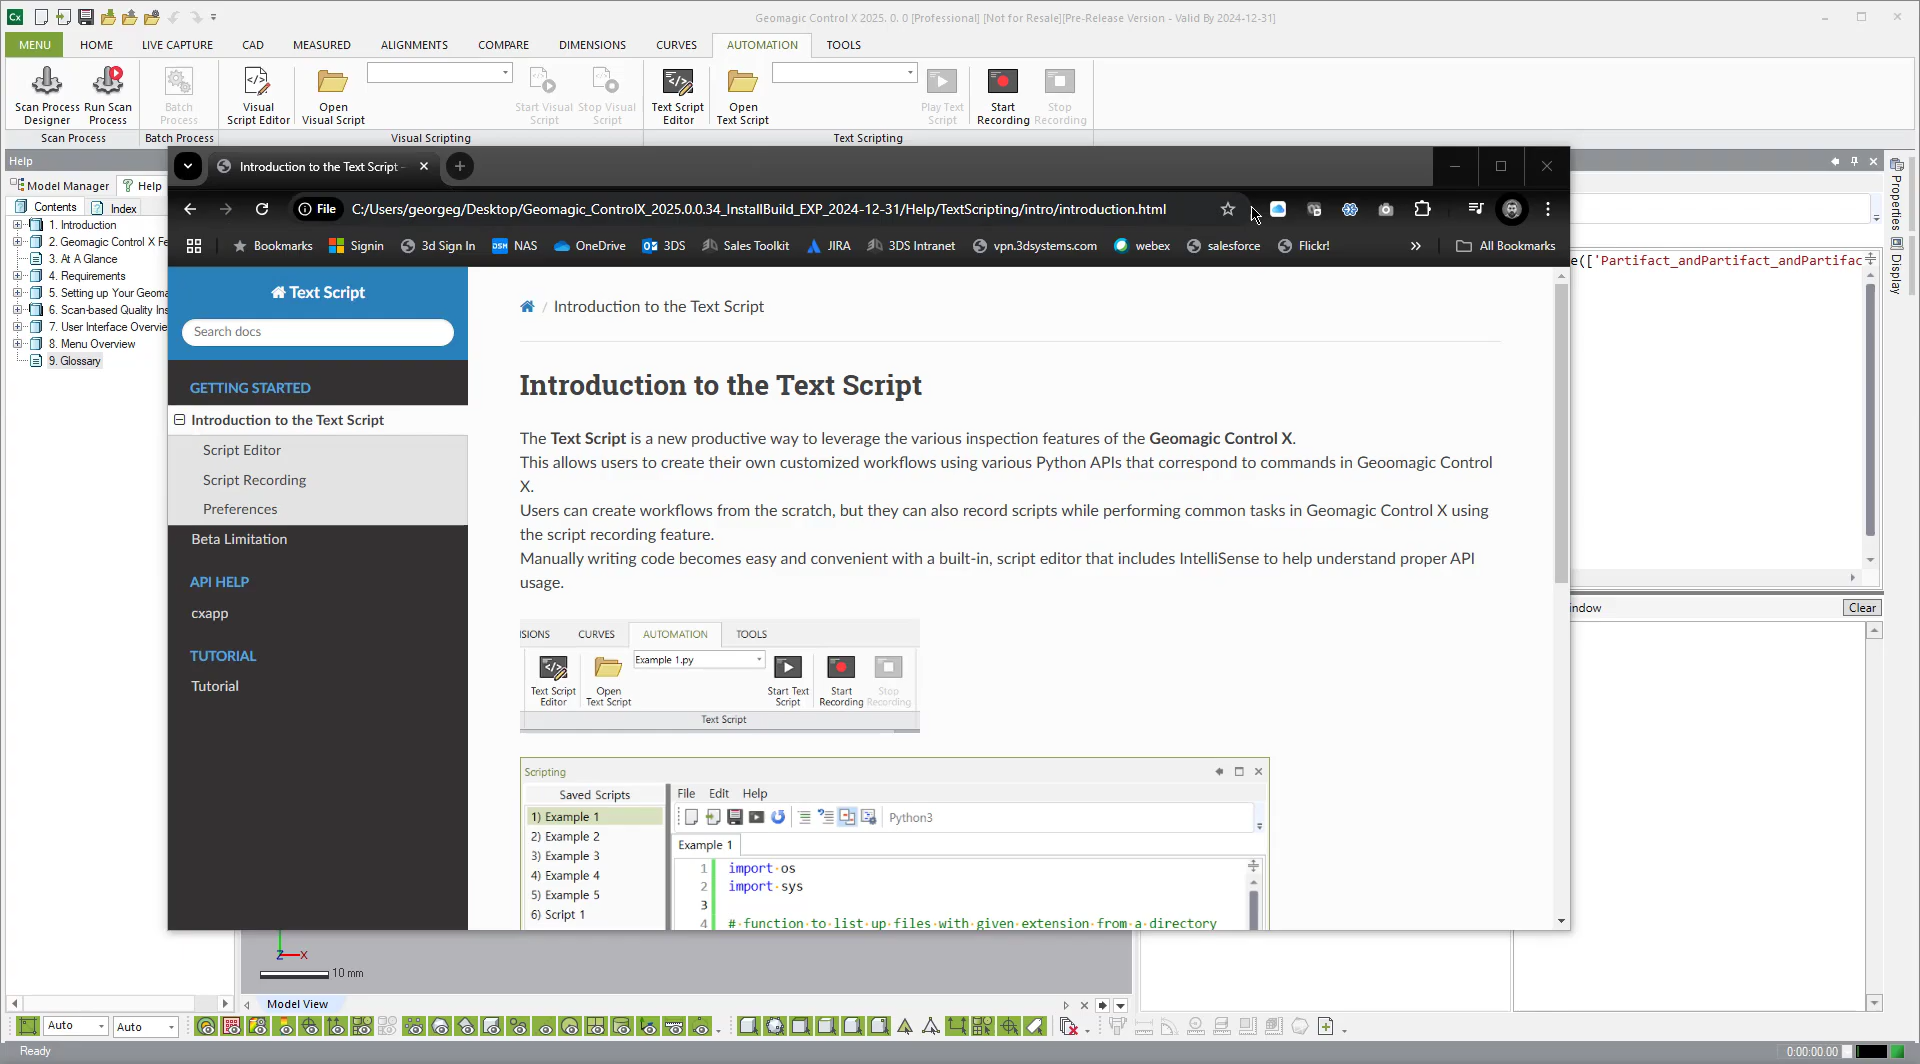 Geomagic Control X 2025. 0. 0 [Professional] [Not for Resale][Pre-Release Version - Valid By 2024-12-31]
MENU HOME LIVE CAPTURE CAD MEASURED ALIGNMENTS COMPARE DIMENSIONS CURVES AUTOMATION TOOLS
Scan Process Designer
Run Scan Process
Batch Process
Visual Script Editor
Open Visual Script
Start Visual Script
Stop Visual Script
Text Script Editor
Open Text Script
Play Text Script
Start Recording
Stop Recording
Scan Process Batch Process Visual Scripting Text Scripting
Help
Model Manager Help
Contents Index
1. Introduction
2. Geomagic Control X Fe
3. At A Glance
4. Requirements
5. Setting up Your Geoma
6. Scan-based Quality Ins
7. User Interface Overvie
8. Menu Overview
9. Glossary
Introduction to the Text Script -
File C:/Users/georgeg/Desktop/Geomagic_ControlX_2025.0.0.34_InstallBuild_EXP_2024-12-31/Help/TextScripting/intro/introduction.html
Bookmarks Signin 3d Sign In NAS OneDrive 3DS Sales Toolkit JIRA 3DS Intranet vpn.3dsystems.com webex salesforce Flickr! » All Bookmarks
Text Script
Search docs
GETTING STARTED
Introduction to the Text Script
Script Editor
Script Recording
Preferences
Beta Limitation
API HELP
cxapp
TUTORIAL
Tutorial
/ Introduction to the Text Script
Introduction to the Text Script
The Text Script is a new productive way to leverage the various inspection features of the Geomagic Control X.
This allows users to create their own customized workflows using various Python APIs that correspond to commands in Geoomagic Control
X.
Users can create workflows from the scratch, but they can also record scripts while performing common tasks in Geomagic Control X using
the script recording feature.
Manually writing code becomes easy and convenient with a built-in, script editor that includes IntelliSense to help understand proper API
usage.
ISIONS CURVES AUTOMATION TOOLS
Example 1.py
Text Script Editor
Open Text Script
Start Text Script
Start Recording
Stop Recording
Text Script
Scripting
Saved Scripts
1) Example 1
2) Example 2
3) Example 3
4) Example 4
5) Example 5
6) Script 1
File Edit Help
Python3
Example 1
1 import os
2 import sys
3
4 # function to list up files with given extension from a directory
e(['Partifact_andPartifact_andPartifac
Properties
Display
indow
Clear
Z X
10 mm
Model View
Auto Auto
Ready
0:00:00.00